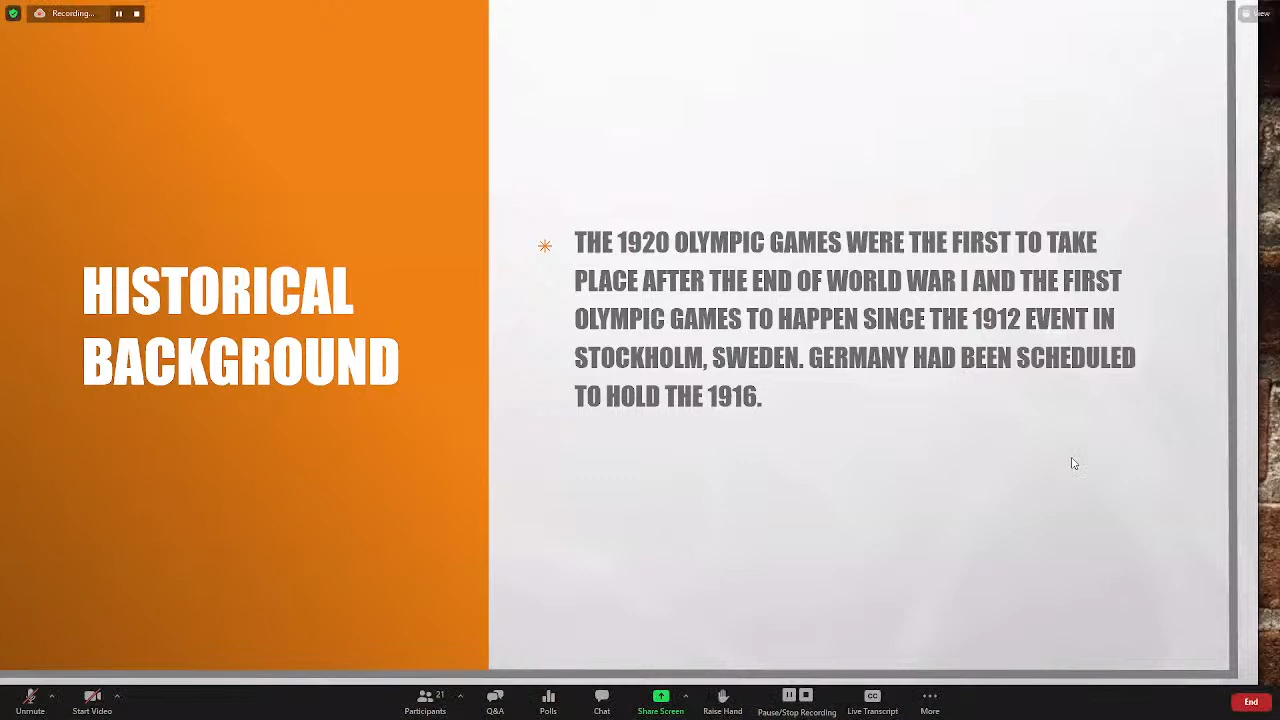 Recording...
View
HISTORICAL
BACKGROUND
THE 1920 OLYMPIC GAMES WERE THE FIRST TO TAKE
PLACE AFTER THE END OF WORLD WAR I AND THE FIRST
OLYMPIC GAMES TO HAPPEN SINCE THE 1912 EVENT IN
STOCKHOLM, SWEDEN. GERMANY HAD BEEN SCHEDULED
TO HOLD THE 1916.
21
CC
Unmute
Start Video
Participants
Q&A
Polls
Chat
Share Screen
Raise Hand
Pause/Stop Recording
Live Transcript
More
End